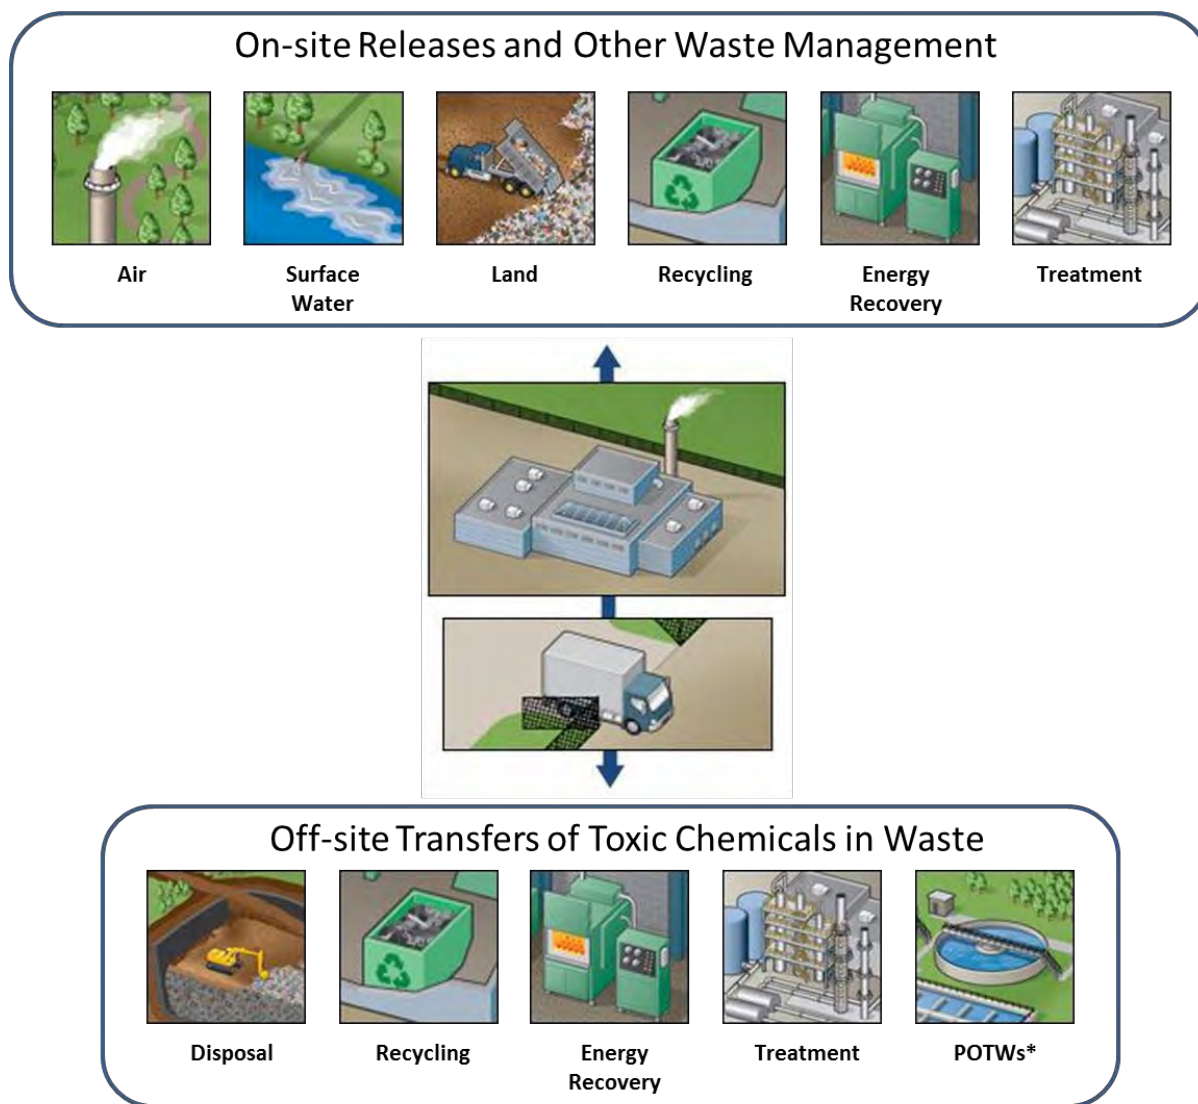 On-site Releases and Other Waste Management
Air
Surface
Water
Land
Recycling
Energy
Recovery
Treatment
Off-site Transfers of Toxic Chemicals in Waste
Disposal
Recycling
Energy
Recovery
Treatment
POTWs*